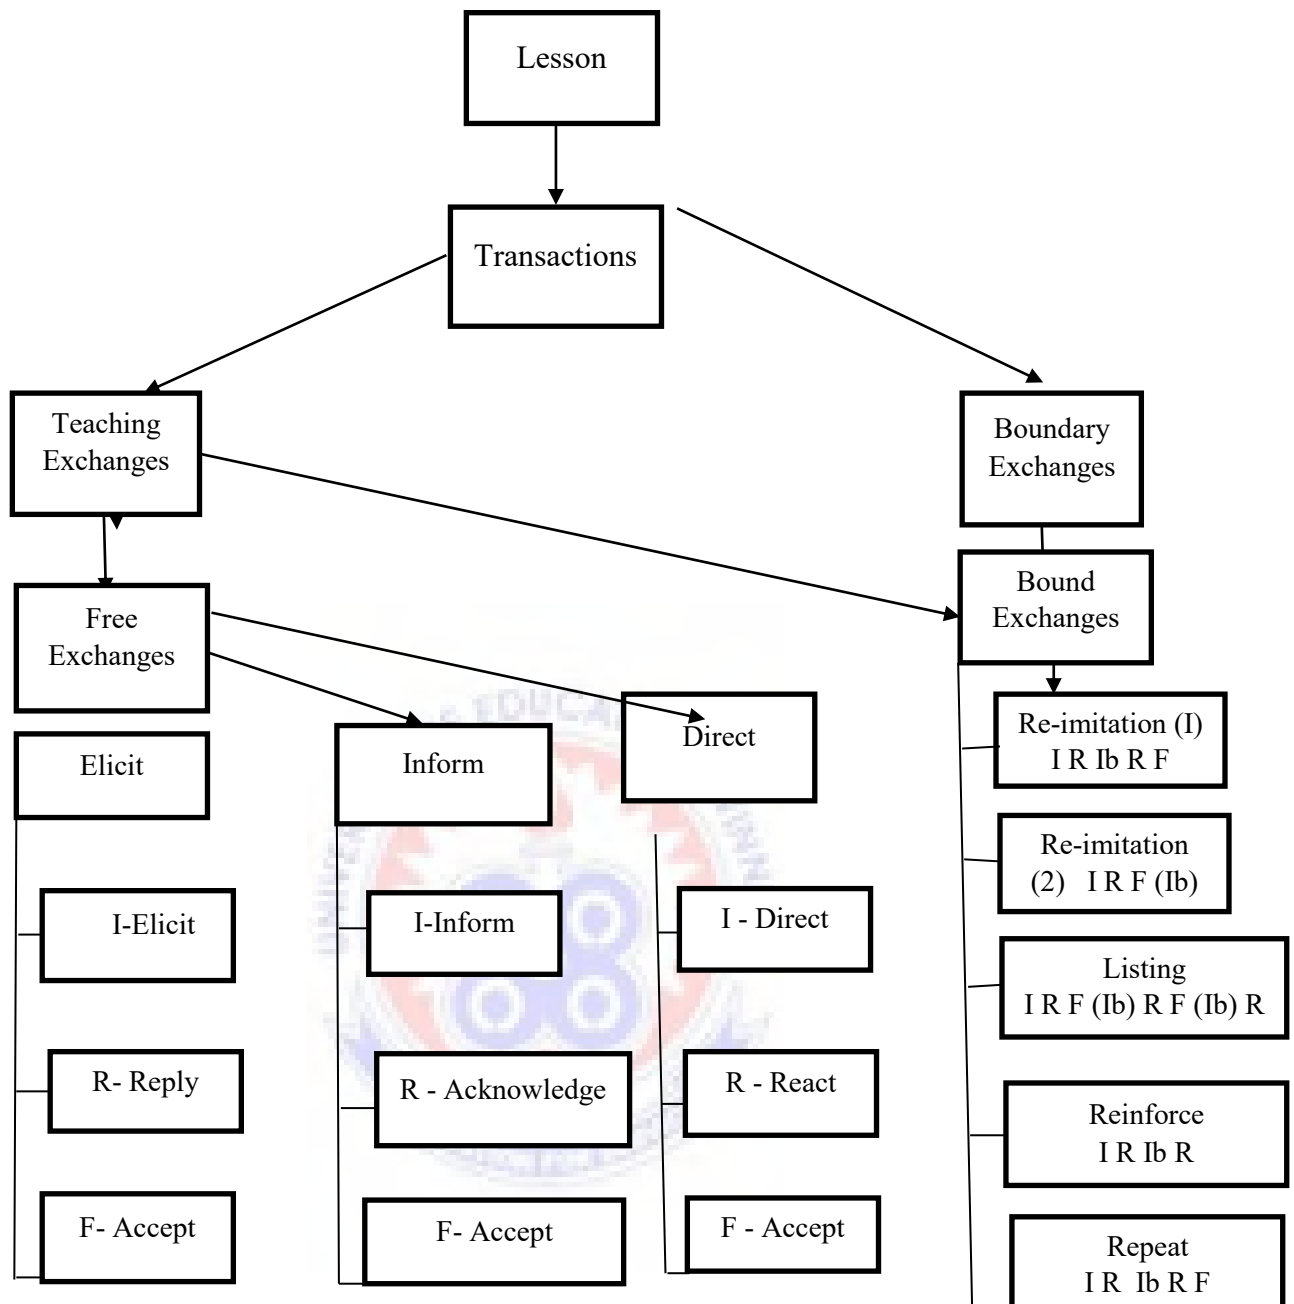 Lesson
Transactions
Teaching
Exchanges
Boundary
Exchanges
Free
Exchanges
Bound
Exchanges
Elicit
Inform
Direct
Re-imitation (I)
I R Ib R F
Re-imitation
(2) I R F (Ib)
I-Elicit
I-Inform
I - Direct
Listing
I R F (Ib) R F (Ib) R
R- Reply
R - Acknowledge
R - React
Reinforce
I R Ib R
F- Accept
F- Accept
F - Accept
Repeat
I R Ib R F